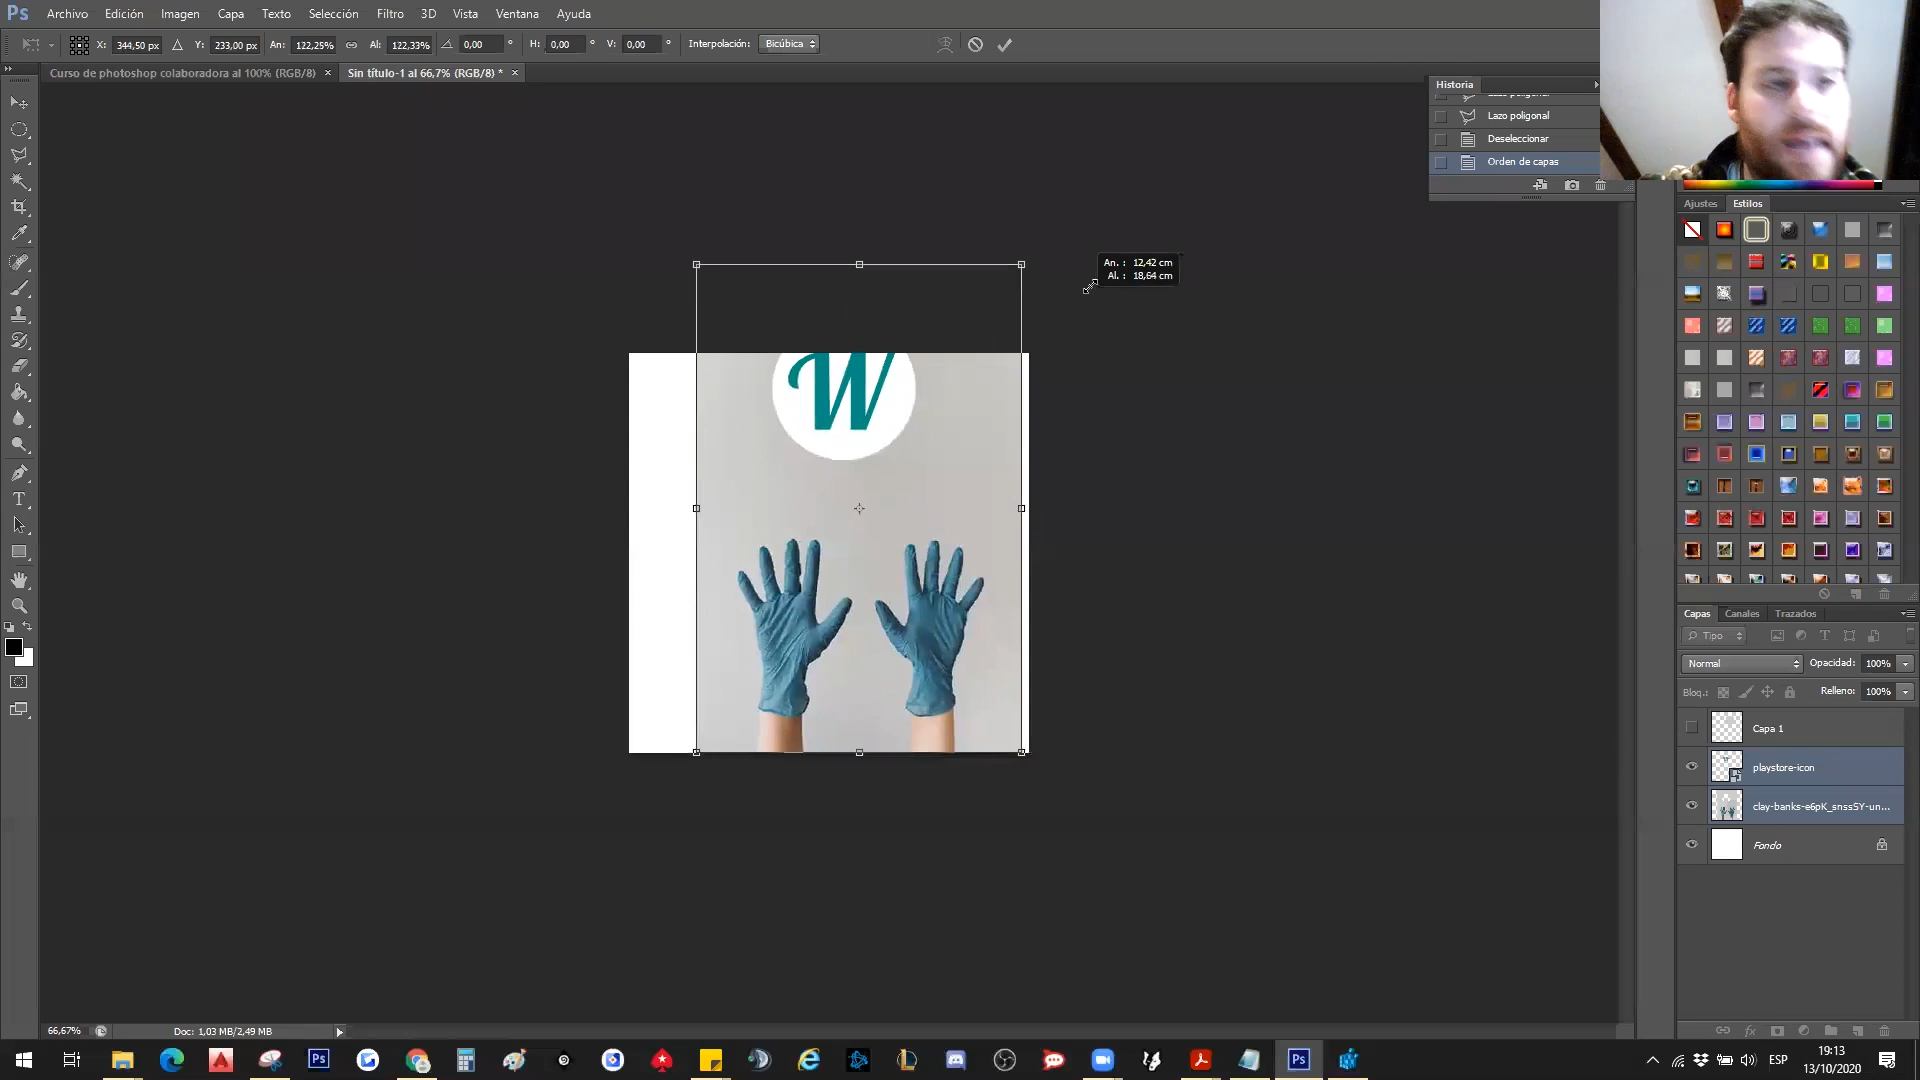 Ps Archivo Edición Imagen Capa Texto Selección Filtro 3D Vista Ventana Ayuda
X: 344,50 px Y: 233,00 px An: 122,25% Al: 122,33% 0,00 ° H: 0,00 ° V: 0,00 ° Interpolación: Bicúbica
Curso de photoshop colaboradora al 100% (RGB/8) × Sin título-1 al 66,7% (RGB/8) * ×
Historia
Lazo poligonal
Lazo poligonal
Deseleccionar
Orden de capas
Ajustes Estilos
An. : 12,42 cm
Al. : 18,64 cm
W
Capas Canales Trazados
Tipo
Normal Opacidad: 100%
Bloq.: Relleno: 100%
Capa 1
playstore-icon
clay-banks-e6pK_snssSY-un...
Fondo
66,67% Doc: 1,03 MB/2,49 MB
ESP
19:13
13/10/2020